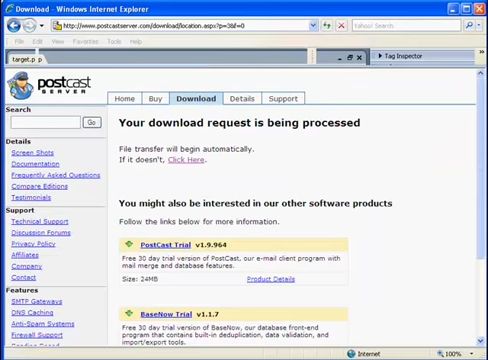 Download - Windows Internet Explorer
http://www.postcastserver.com/download/location.aspx?p=3&f=0
yahoo! Search
File Edit View Favorites Tools Help
target.p p
Tag Inspector
postcast
SERVER
Home Buy Download Details Support
Search
Go
Details
Screen Shots
Documentation
Frequently Asked Questions
Compare Editions
Testimonials
Support
Technical Support
Discussion Forums
Privacy Policy
Affiliates
Company
Contact
Features
SMTP Gateways
DNS Caching
Anti-Spam Systems
Firewall Support
Your download request is being processed
File transfer will begin automatically.
If it doesn't, Click Here.
You might also be interested in our other software products
Follow the links below for more information.
PostCast Trial v1.9.964
Free 30 day trial version of PostCast, our e-mail client program with
mail merge and database features.
Size: 24MB Product Details
BaseNow Trial v1.1.7
Free 30 day trial version of BaseNow, our database front-end
program that contains built-in deduplication, data validation, and
import/export tools.
Internet 100%